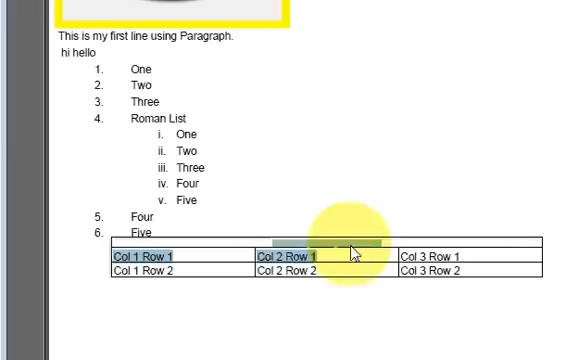 This is my first line using Paragraph.
hi hello
1. One
2. Two
3. Three
4. Roman List
i. One
ii. Two
iii. Three
iv. Four
v. Five
5. Four
6. Five
Col 1 Row 1 Col 2 Row 1 Col 3 Row 1
Col 1 Row 2 Col 2 Row 2 Col 3 Row 2